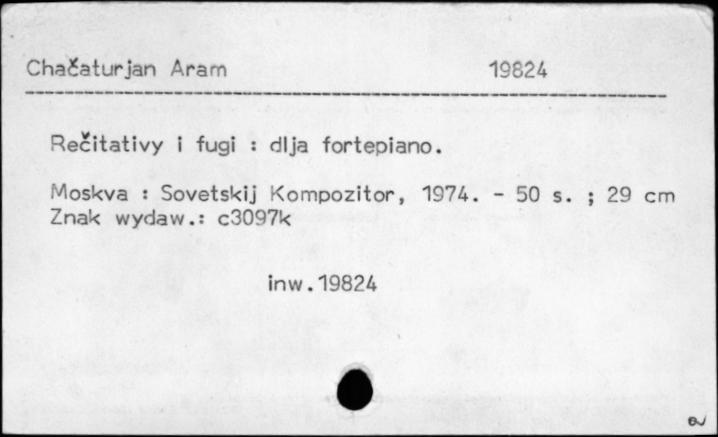 Chačaturjan Aram 19824
Rečitativy i fugi : dlja fortepiano.
Moskva : Sovetskij Kompozitor, 1974. - 50 s. ; 29 cm
Znak wydaw.: c3097k
inw.19824